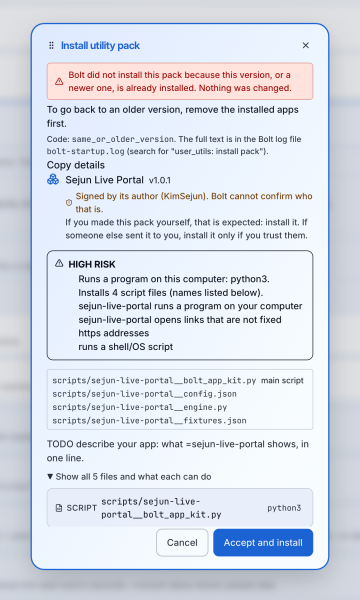 Install utility pack
Bolt did not install this pack because this version, or a
newer one, is already installed. Nothing was changed.
To go back to an older version, remove the installed apps
first.
Code: same_or_older_version. The full text is in the Bolt log file
bolt-startup.log (search for "user_utils: install pack").
Copy details
Sejun Live Portal v1.0.1
Signed by its author (KimSejun). Bolt cannot confirm who
that is.
If you made this pack yourself, that is expected: install it. If
someone else sent it to you, install it only if you trust them.
HIGH RISK
Runs a program on this computer: python3.
Installs 4 script files (names listed below).
sejun-live-portal runs a program on your computer
sejun-live-portal opens links that are not fixed
https addresses
runs a shell/OS script
scripts/sejun-live-portal__bolt_app_kit.py main script
scripts/sejun-live-portal__config.json
scripts/sejun-live-portal__engine.py
scripts/sejun-live-portal__fixtures.json
TODO describe your app: what =sejun-live-portal shows, in
one line.
▼ Show all 5 files and what each can do
SCRIPT scripts/sejun-live-
portal__bolt_app_kit.py python3
Cancel Accept and install